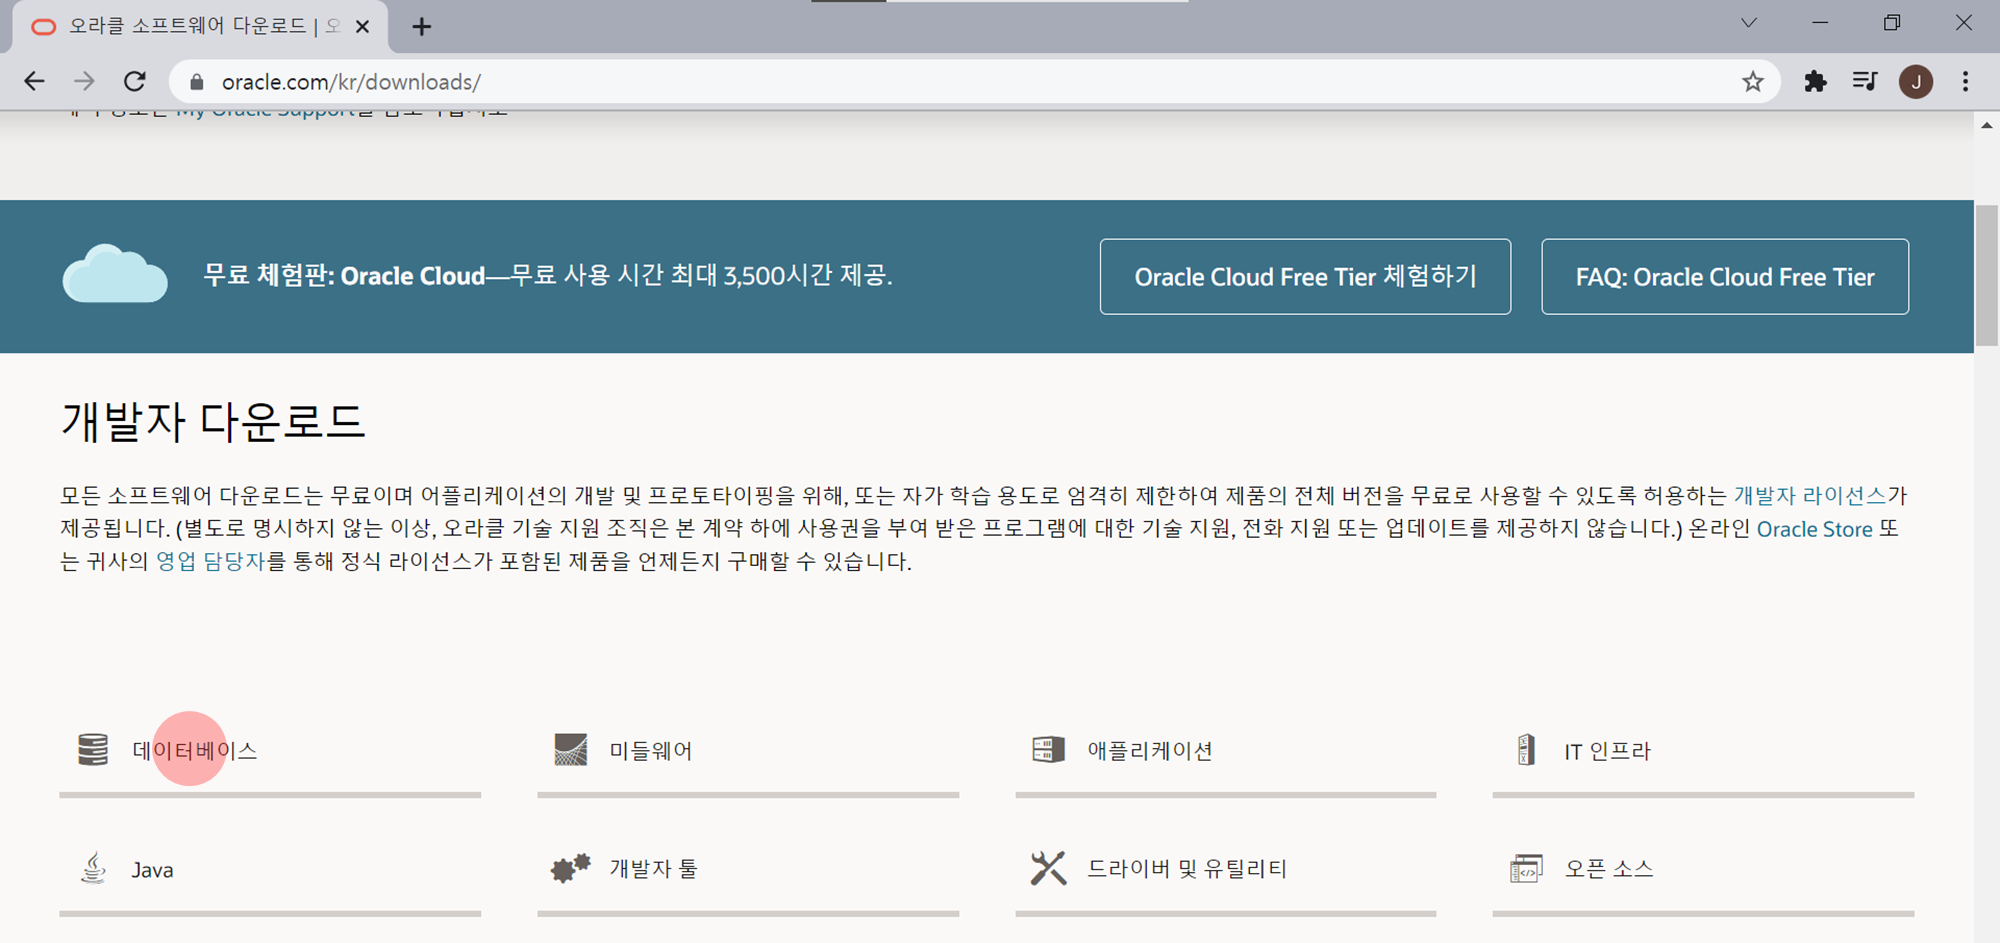 오라클 소프트웨어 다운로드 | 오
oracle.com/kr/downloads/
J
My Oracle Support를
무료 체험판: Oracle Cloud—무료 사용 시간 최대 3,500시간 제공.
Oracle Cloud Free Tier 체험하기
FAQ: Oracle Cloud Free Tier
개발자 다운로드
모든 소프트웨어 다운로드는 무료이며 어플리케이션의 개발 및 프로토타이핑을 위해, 또는 자가 학습 용도로 엄격히 제한하여 제품의 전체 버전을 무료로 사용할 수 있도록 허용하는 개발자 라이선스가
제공됩니다. (별도로 명시하지 않는 이상, 오라클 기술 지원 조직은 본 계약 하에 사용권을 부여 받은 프로그램에 대한 기술 지원, 전화 지원 또는 업데이트를 제공하지 않습니다.) 온라인 Oracle Store 또
는 귀사의 영업 담당자를 통해 정식 라이선스가 포함된 제품을 언제든지 구매할 수 있습니다.
데이터베이스
미들웨어
애플리케이션
IT 인프라
Java
개발자 툴
드라이버 및 유틸리티
오픈 소스